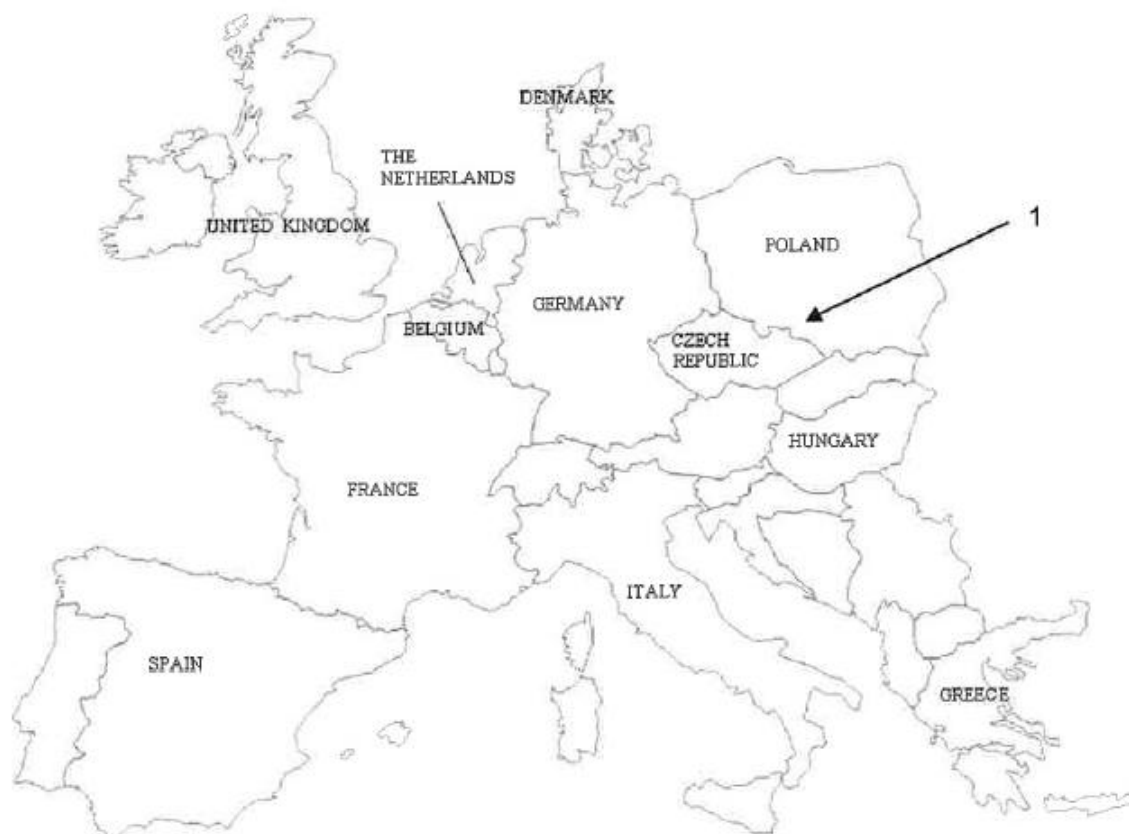 DENMARK
THE
NETHERLANDS
UNITED KINGDOM
1
POLAND
GERMANY
BELGIUM
CZECH
REPUBLIC
HUNGARY
FRANCE
ITALY
SPAIN
GREECE